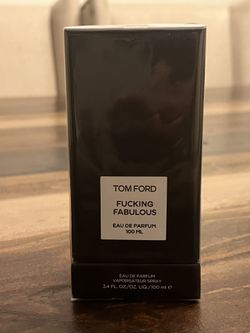 TOM FORD
FUCKING
FABULOUS
EAU DE PARFUM
100 ML
EAU DE PARFUM
VAPORISATEUR SPRAY
3.4 FL. OZ./OZ. LIQ./100 ml ℮